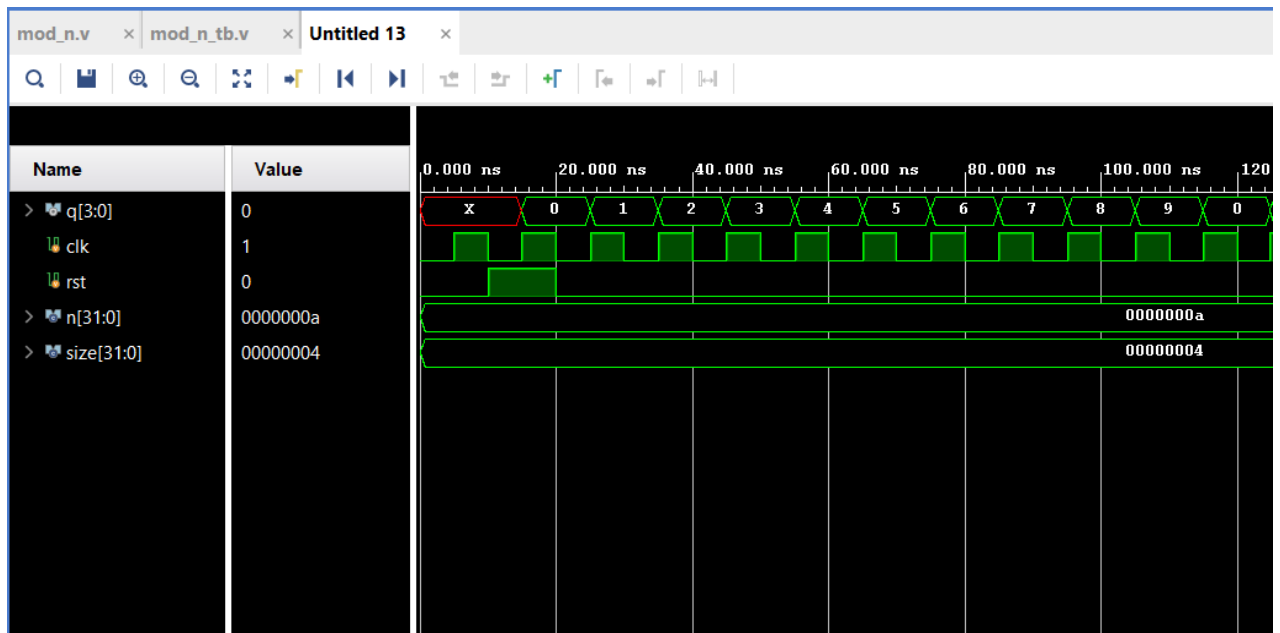 mod_n.v × mod_n_tb.v × Untitled 13 ×
Name Value
0.000 ns 20.000 ns 40.000 ns 60.000 ns 80.000 ns 100.000 ns 120
q[3:0] 0 X 0 1 2 3 4 5 6 7 8 9 0
clk 1
rst 0
n[31:0] 0000000a 0000000a
size[31:0] 00000004 00000004